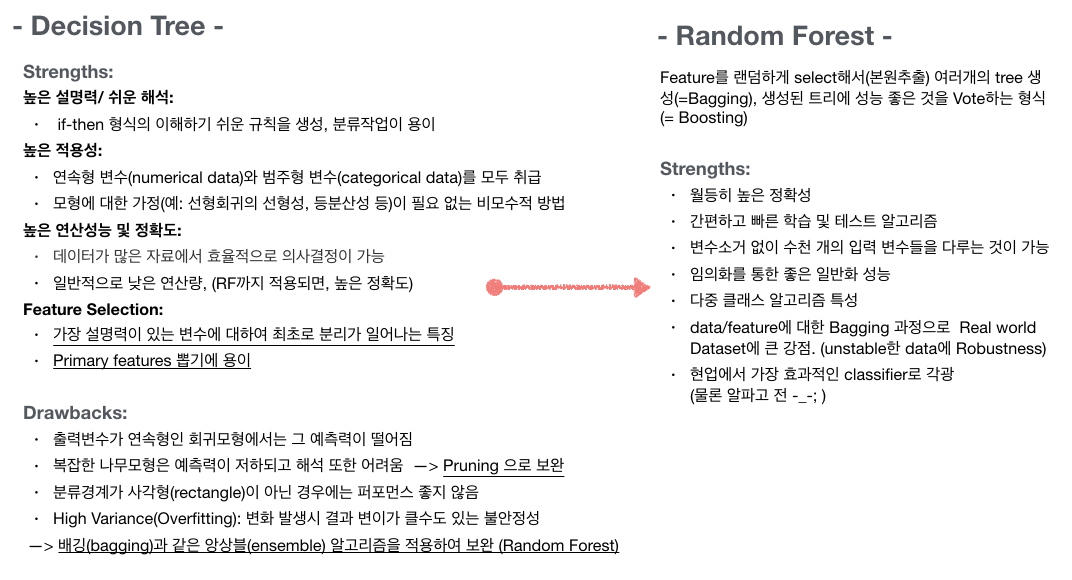 - Decision Tree -
Strengths:
높은 설명력/ 쉬운 해석:
· if-then 형식의 이해하기 쉬운 규칙을 생성, 분류작업이 용이
높은 적용성:
· 연속형 변수(numerical data)와 범주형 변수(categorical data)를 모두 취급
· 모형에 대한 가정(예: 선형회귀의 선형성, 등분산성 등)이 필요 없는 비모수적 방법
높은 연산성능 및 정확도:
· 데이터가 많은 자료에서 효율적으로 의사결정이 가능
· 일반적으로 낮은 연산량, (RF까지 적용되면, 높은 정확도)
Feature Selection:
· 가장 설명력이 있는 변수에 대하여 최초로 분리가 일어나는 특징
· Primary features 뽑기에 용이
Drawbacks:
· 출력변수가 연속형인 회귀모형에서는 그 예측력이 떨어짐
· 복잡한 나무모형은 예측력이 저하되고 해석 또한 어려움 —> Pruning 으로 보완
· 분류경계가 사각형(rectangle)이 아닌 경우에는 퍼포먼스 좋지 않음
· High Variance(Overfitting): 변화 발생시 결과 변이가 클수도 있는 불안정성
—> 배깅(bagging)과 같은 앙상블(ensemble) 알고리즘을 적용하여 보완 (Random Forest)
- Random Forest -
Feature를 랜덤하게 select해서(본원추출) 여러개의 tree 생
성(=Bagging), 생성된 트리에 성능 좋은 것을 Vote하는 형식
(= Boosting)
Strengths:
· 월등히 높은 정확성
· 간편하고 빠른 학습 및 테스트 알고리즘
· 변수소거 없이 수천 개의 입력 변수들을 다루는 것이 가능
· 임의화를 통한 좋은 일반화 성능
· 다중 클래스 알고리즘 특성
· data/feature에 대한 Bagging 과정으로 Real world
Dataset에 큰 강점. (unstable한 data에 Robustness)
· 현업에서 가장 효과적인 classifier로 각광
(물론 알파고 전 -_-; )